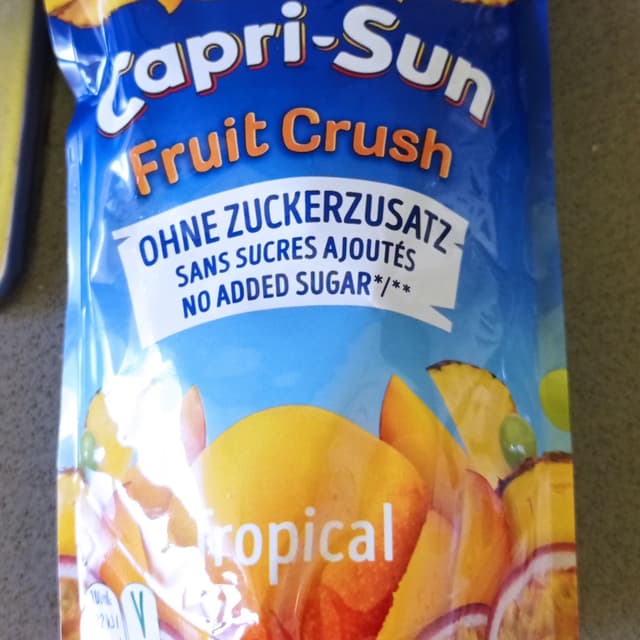 Capri-Sun
Fruit Crush
OHNE ZUCKERZUSATZ
SANS SUCRES AJOUTÉS
NO ADDED SUGAR*/**
Tropical
V